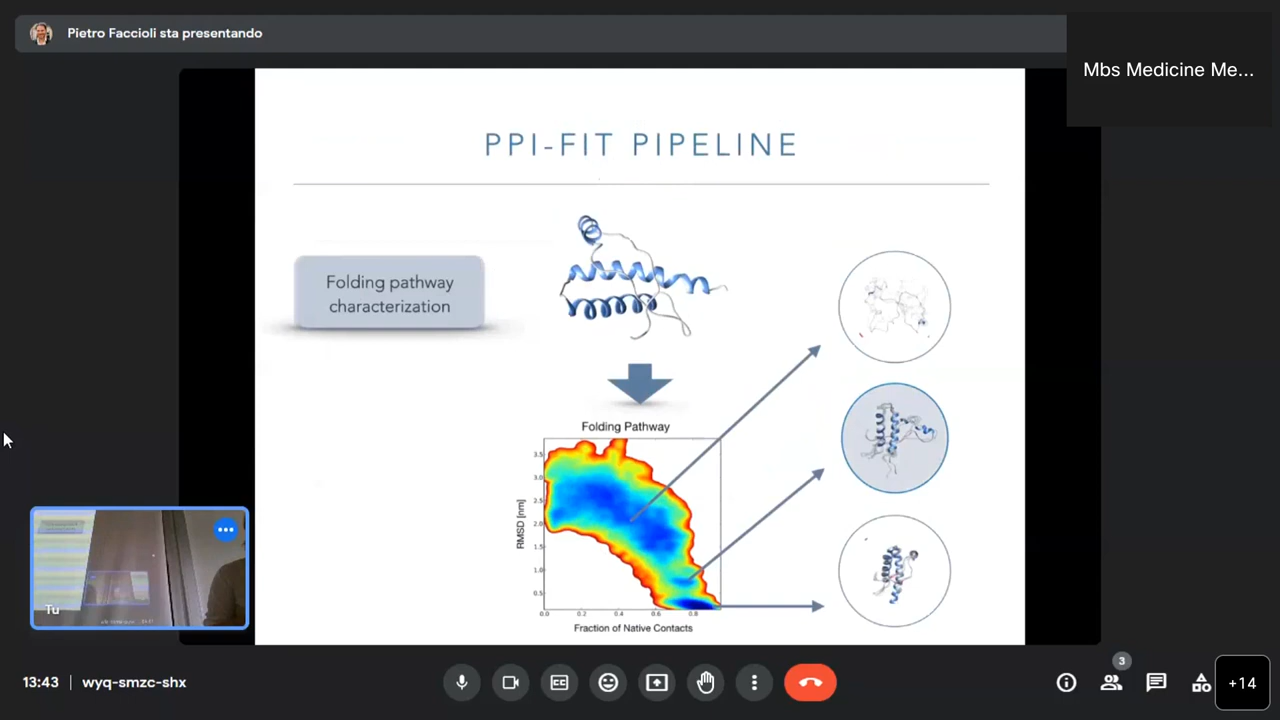 Pietro Faccioli sta presentando
Mbs Medicine Me...
PPI-FIT PIPELINE
Folding pathway
characterization
Folding Pathway
3.5
3.0
2.5
2.0
1.5
1.0
0.5
RMSD [nm]
0.0 0.2 0.4 0.6 0.8
Fraction of Native Contacts
Tu
13:43 | wyq-smzc-shx
CC
3
+14